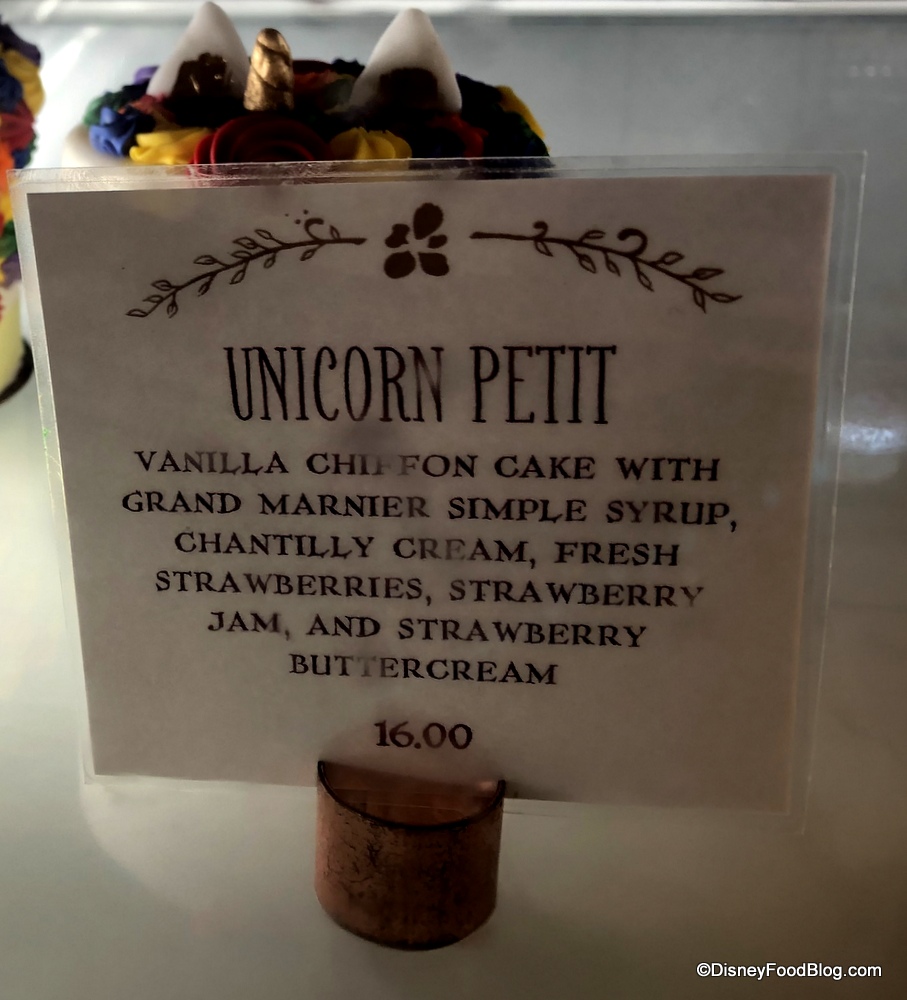 UNICORN PETIT
VANILLA CHIFFON CAKE WITH
GRAND MARNIER SIMPLE SYRUP,
CHANTILLY CREAM, FRESH
STRAWBERRIES, STRAWBERRY
JAM, AND STRAWBERRY
BUTTERCREAM
16.00
©DisneyFoodBlog.com